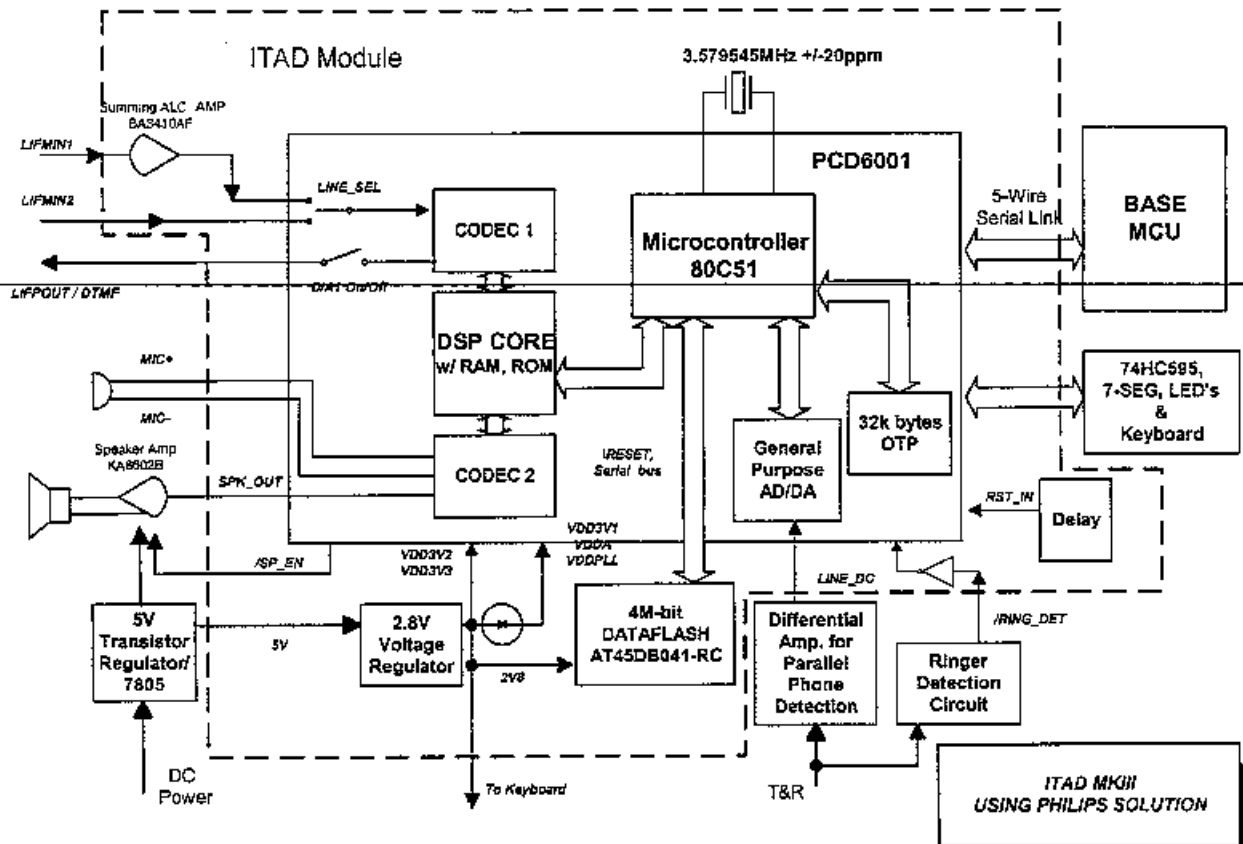 ITAD Module
3.579545MHz +/-20ppm
Summing ALC AMP
BA3410AF
LIFMIN1
LIFMIN2
LINE_SEL
PCD6001
CODEC 1
Microcontroller
80C51
5-Wire
Serial Link
BASE
MCU
LIFPOUT / DTMF
D/A1 On/Off
DSP CORE
w/ RAM, ROM
MIC+
MIC-
74HC595,
7-SEG, LED's
&
Keyboard
32k bytes
OTP
General
Purpose
AD/DA
\RESET,
Serial bus
Speaker Amp
KA8602B
SPK_OUT
CODEC 2
RST_IN
Delay
/SP_EN
VDD3V2
VDD3V3
VDD3V1
VDDA
VDDPLL
LINE_DC
/RING_DET
5V
Transistor
Regulator/
7805
5V
2.8V
Voltage
Regulator
2V8
4M-bit
DATAFLASH
AT45DB041-RC
Differential
Amp. for
Parallel
Phone
Detection
Ringer
Detection
Circuit
DC
Power
To Keyboard
T&R
ITAD MKIII
USING PHILIPS SOLUTION